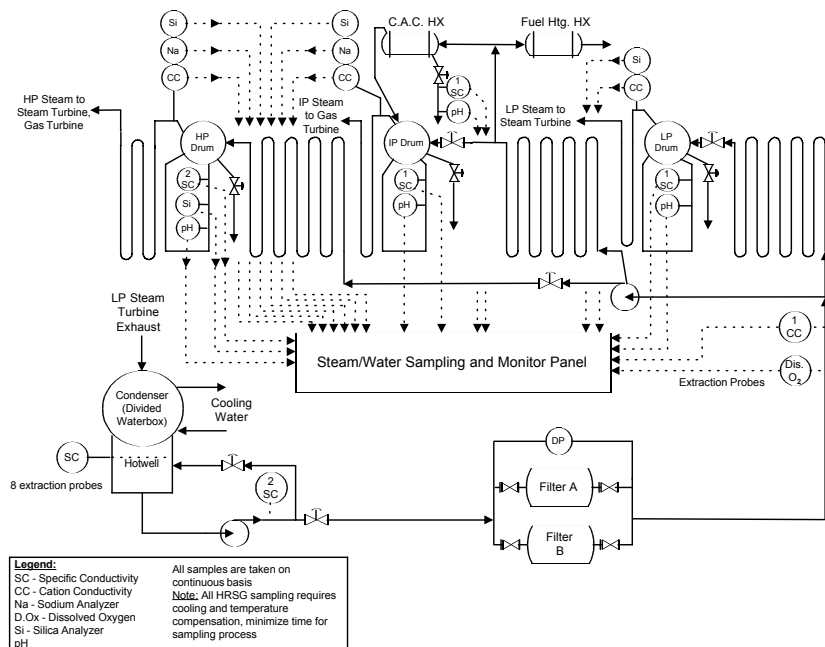 Si
Na
CC
Si
Na
CC
C.A.C. HX
Fuel Htg. HX
1
SC
pH
Si
CC
HP Steam to
Steam Turbine,
Gas Turbine
IP Steam
to Gas
Turbine
LP Steam to
Steam Turbine
HP
Drum
IP Drum
LP
Drum
2
SC
Si
pH
1
SC
pH
1
SC
pH
LP Steam
Turbine
Exhaust
Steam/Water Sampling and Monitor Panel
1
CC
Dis.
O2
Extraction Probes
Condenser
(Divided
Waterbox)
Cooling
Water
Hotwell
SC
8 extraction probes
2
SC
DP
Filter A
Filter
B
Legend:
SC - Specific Conductivity
CC - Cation Conductivity
Na - Sodium Analyzer
D.Ox - Dissolved Oxygen
Si - Silica Analyzer
pH
All samples are taken on
continuous basis
Note: All HRSG sampling requires
cooling and temperature
compensation, minimize time for
sampling process